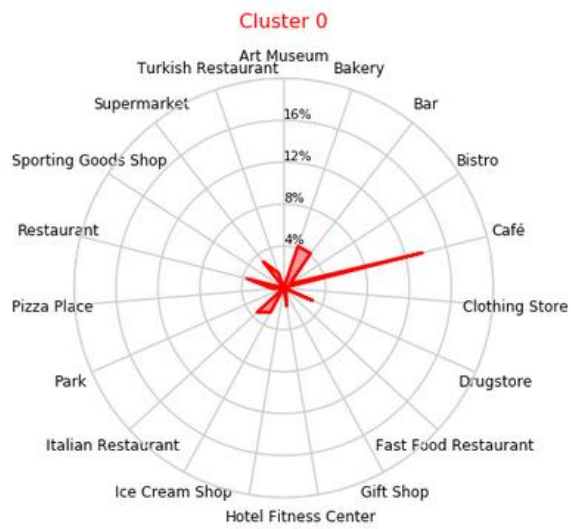 Cluster 0
Art Museum
Turkish Restaurant
Bakery
Supermarket
Bar
16%
12%
Sporting Goods Shop
Bistro
8%
Restaurant
Café
4%
Pizza Place
Clothing Store
Park
Drugstore
Italian Restaurant
Fast Food Restaurant
Ice Cream Shop
Gift Shop
Hotel Fitness Center